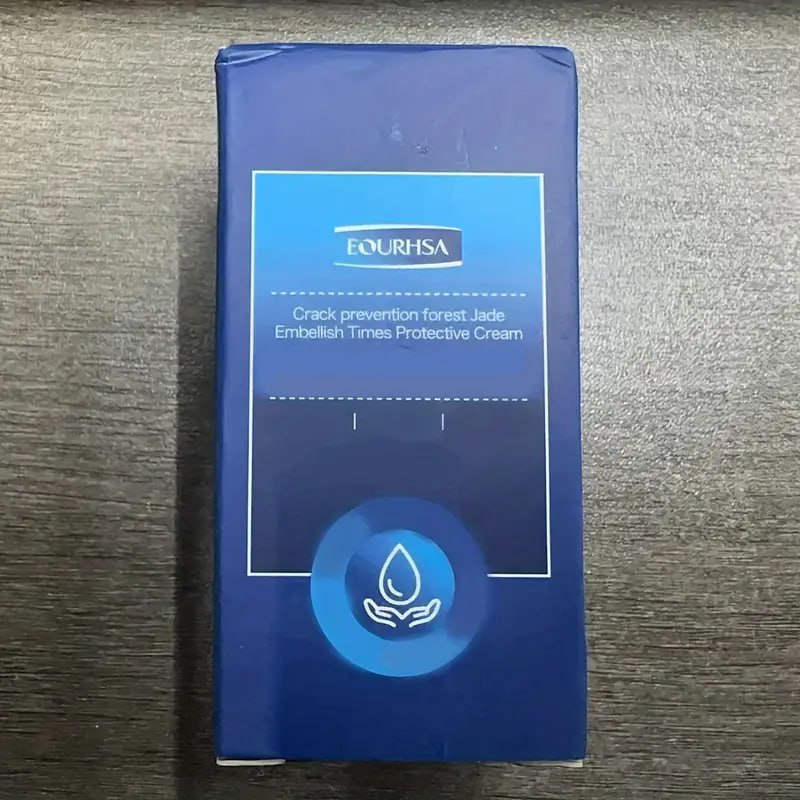 EOURHSA
Crack prevention forest Jade
Embellish Times Protective Cream